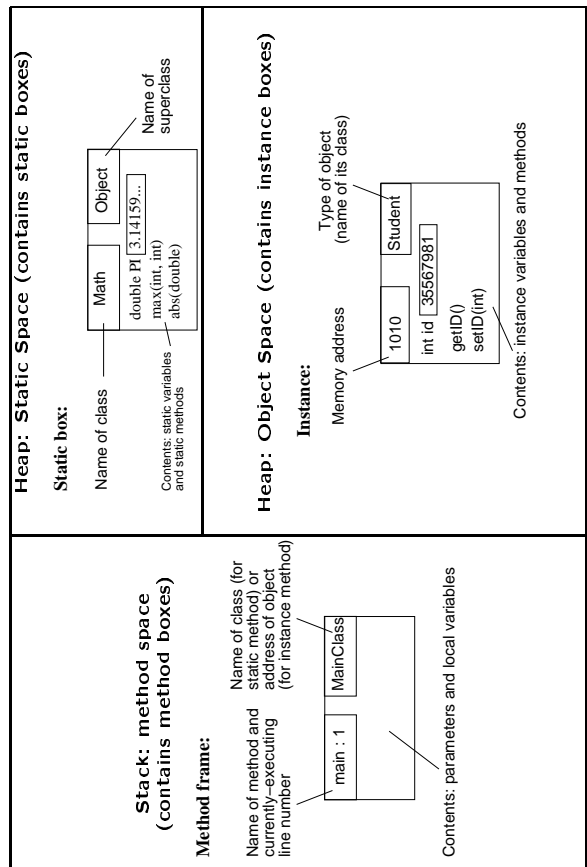 Stack: method space
(contains method boxes)
Method frame:
Name of method and
currently–executing
line number
Name of class (for
static method) or
address of object
(for instance method)
main : 1
MainClass
Contents: parameters and local variables
Heap: Static Space (contains static boxes)
Static box:
Name of class
Name of
superclass
Math
Object
double PI 3.14159...
max(int, int)
abs(double)
Contents: static variables
and static methods
Heap: Object Space (contains instance boxes)
Instance:
Memory address
Type of object
(name of its class)
1010
Student
int id 35567981
getID()
setID(int)
Contents: instance variables and methods